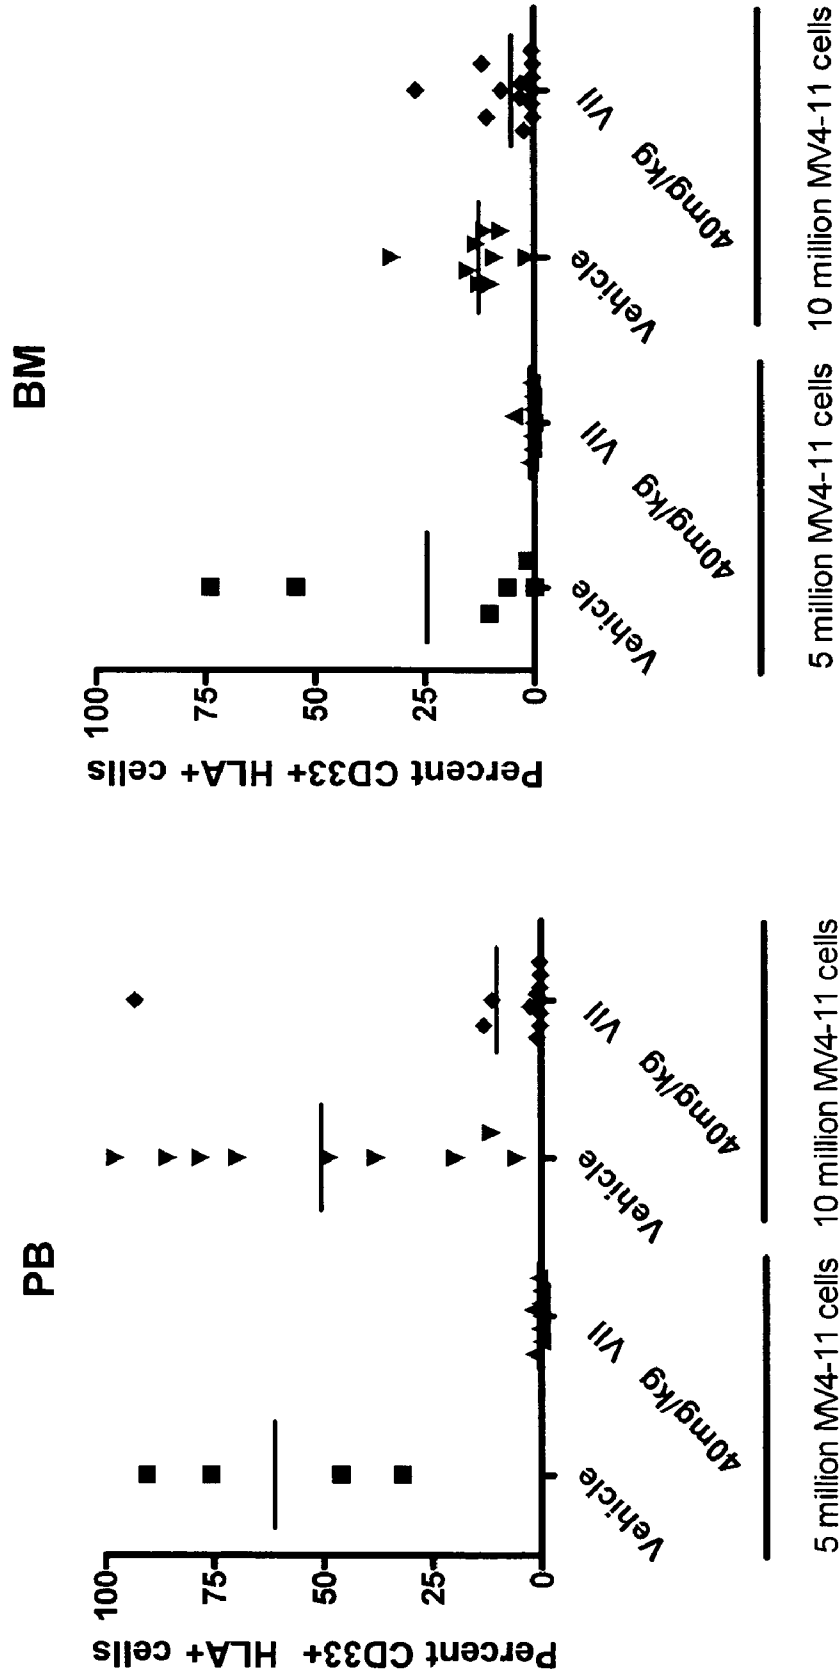 PB
Percent CD33+ HLA+ cells
100
75
50
25
0
Vehicle
VII
40mg/kg
Vehicle
VII
40mg/kg
5 million MV4-11 cells
10 million MV4-11 cells
BM
Percent CD33+ HLA+ cells
100
75
50
25
0
Vehicle
VII
40mg/kg
Vehicle
VII
40mg/kg
5 million MV4-11 cells
10 million MV4-11 cells